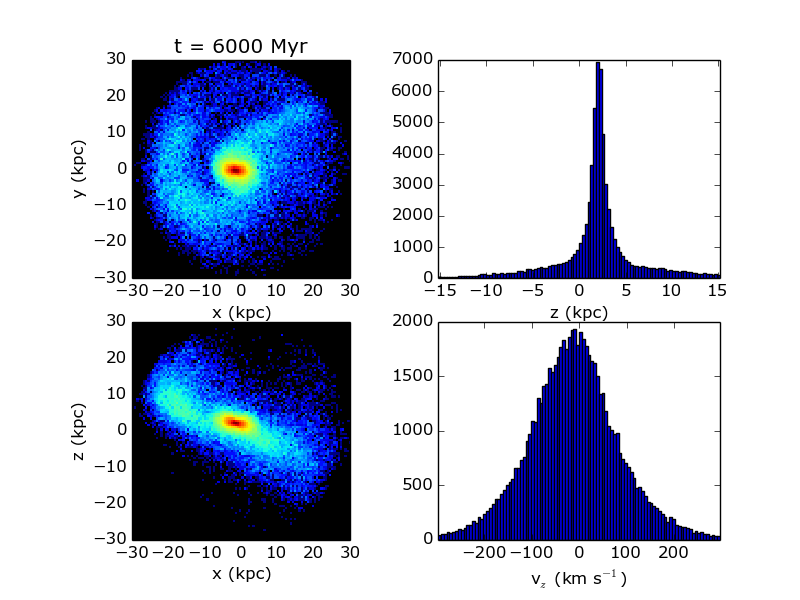 t = 6000 Myr
30
20
10
0
−10
−20
−30
y (kpc)
−30 −20 −10 0 10 20 30
x (kpc)
7000
6000
5000
4000
3000
2000
1000
0
−15 −10 −5 0 5 10 15
z (kpc)
30
20
10
0
−10
−20
−30
z (kpc)
−30 −20 −10 0 10 20 30
x (kpc)
2000
1500
1000
500
0
−200 −100 0 100 200
v_z (km s⁻¹)